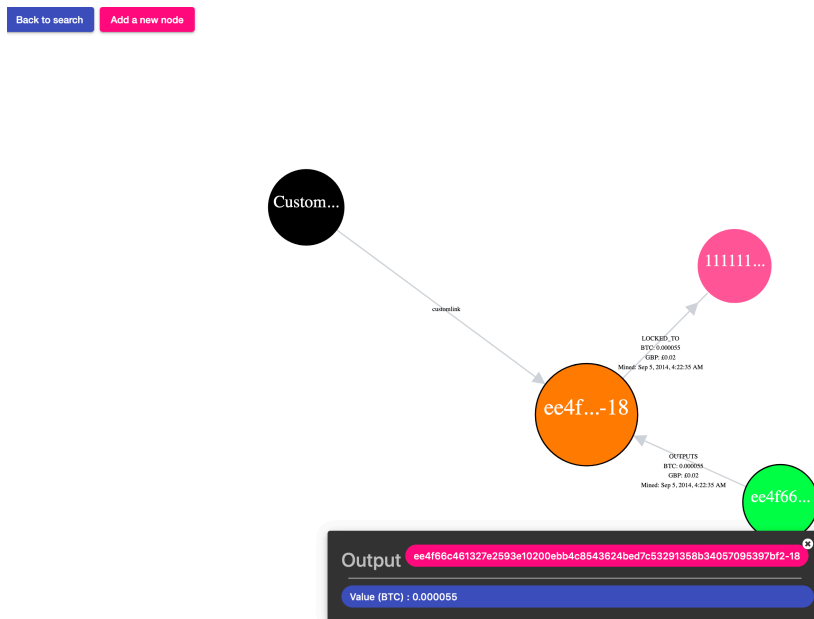 Back to search
Add a new node
Custom...
111111...
customlink
LOCKED_TO
BTC: 0.000055
GBP: £0.02
Mined: Sep 5, 2014, 4:22:35 AM
ee4f...-18
OUTPUTS
BTC: 0.000055
GBP: £0.02
Mined: Sep 5, 2014, 4:22:35 AM
ee4f66...
Output
ee4f66c461327e2593e10200ebb4c8543624bed7c53291358b34057095397bf2-18
Value (BTC) : 0.000055